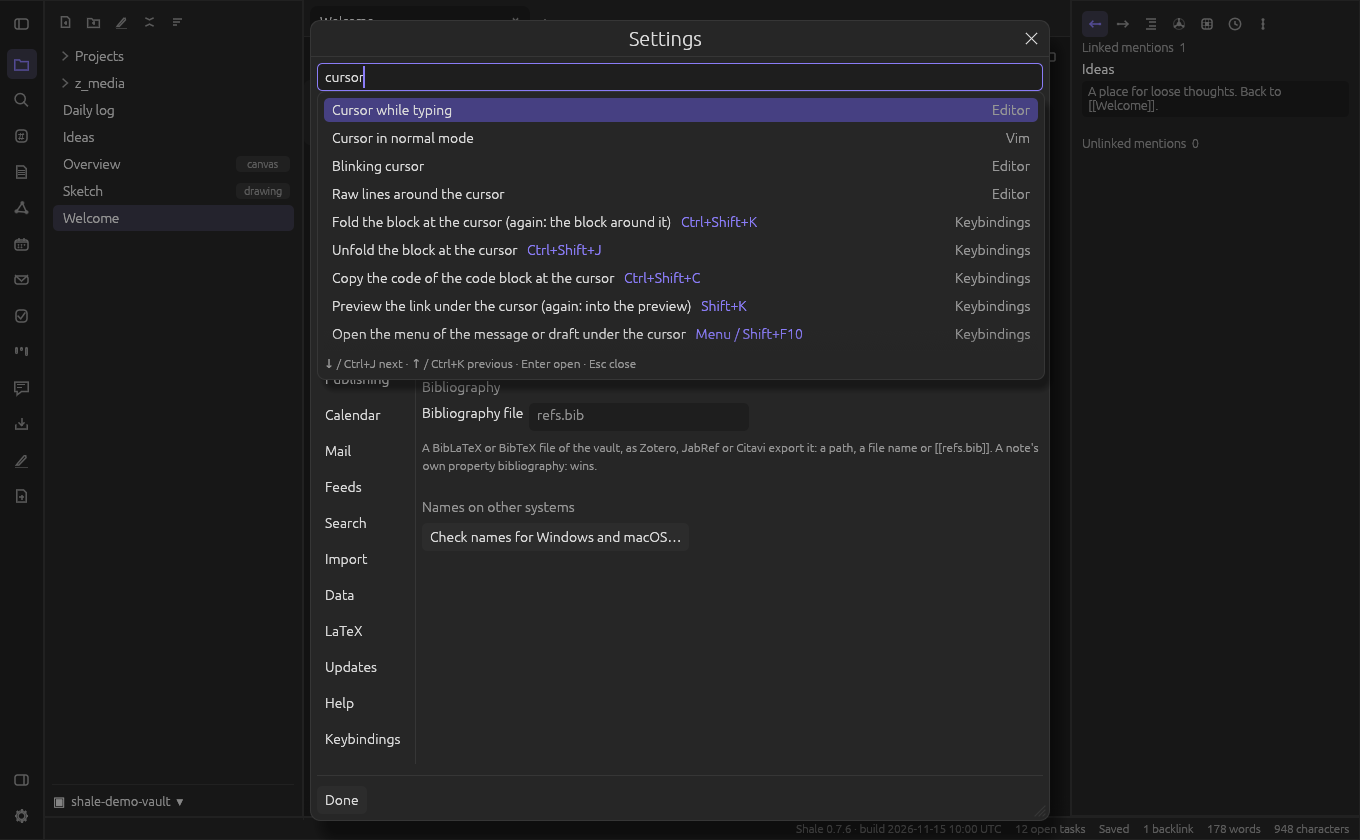 Settings
cursor
Cursor while typing Editor
Cursor in normal mode Vim
Blinking cursor Editor
Raw lines around the cursor Editor
Fold the block at the cursor (again: the block around it) Ctrl+Shift+K Keybindings
Unfold the block at the cursor Ctrl+Shift+J Keybindings
Copy the code of the code block at the cursor Ctrl+Shift+C Keybindings
Preview the link under the cursor (again: into the preview) Shift+K Keybindings
Open the menu of the message or draft under the cursor Menu / Shift+F10 Keybindings
↓ / Ctrl+J next · ↑ / Ctrl+K previous · Enter open · Esc close
Publishing
Calendar
Mail
Feeds
Search
Import
Data
LaTeX
Updates
Help
Keybindings
Bibliography
Bibliography file refs.bib
A BibLaTeX or BibTeX file of the vault, as Zotero, JabRef or Citavi export it: a path, a file name or [[refs.bib]]. A note's
own property bibliography: wins.
Names on other systems
Check names for Windows and macOS…
Done
Projects
z_media
Daily log
Ideas
Overview canvas
Sketch drawing
Welcome
shale-demo-vault ▾
Welcome
Linked mentions 1
Ideas
A place for loose thoughts. Back to
[[Welcome]].
Unlinked mentions 0
Shale 0.7.6 · build 2026-11-15 10:00 UTC 12 open tasks Saved 1 backlink 178 words 948 characters